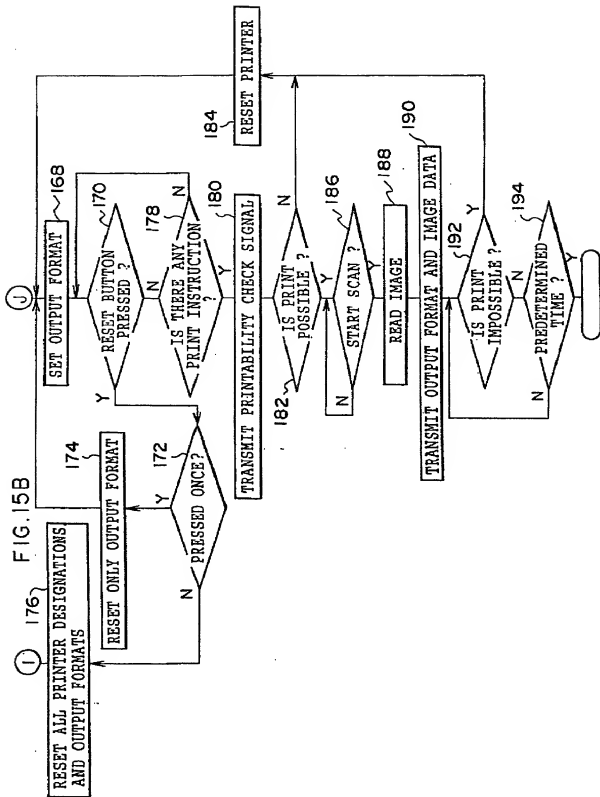 FIG. 15B
I
176
RESET ALL PRINTER DESIGNATIONS
AND OUTPUT FORMATS
J
SET OUTPUT FORMAT
168
RESET BUTTON
PRESSED ?
170
Y
N
PRESSED ONCE?
172
Y
N
RESET ONLY OUTPUT FORMAT
174
IS THERE ANY
PRINT INSTRUCTION
?
178
N
Y
TRANSMIT PRINTABILITY CHECK SIGNAL
180
IS PRINT
POSSIBLE ?
182
N
Y
RESET PRINTER
184
START SCAN ?
186
N
Y
READ IMAGE
188
TRANSMIT OUTPUT FORMAT AND IMAGE DATA
190
IS PRINT
IMPOSSIBLE ?
192
Y
N
PREDETERMINED
TIME ?
194
N
Y